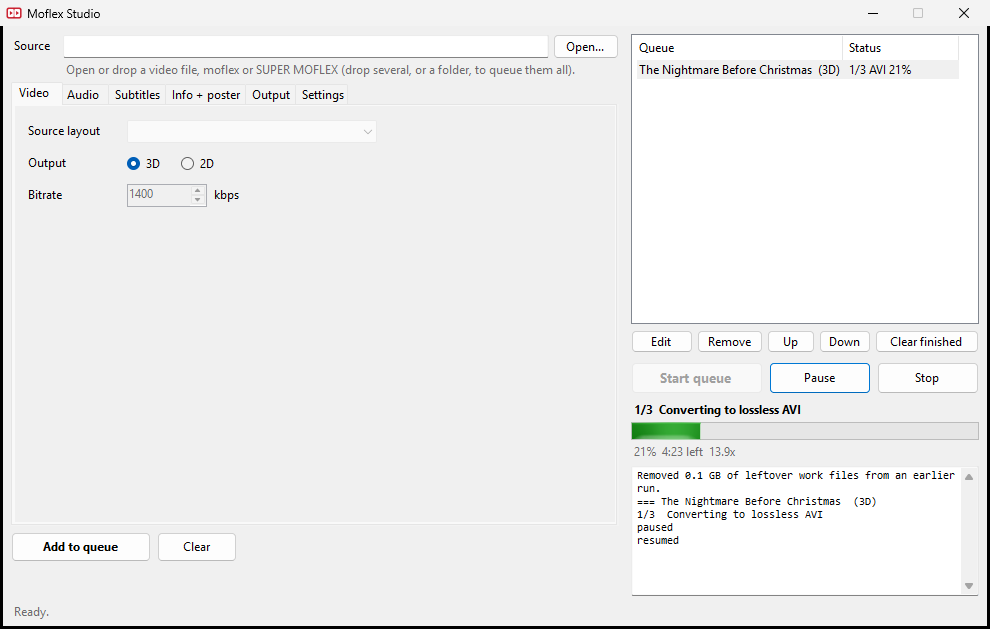 Moflex Studio
Source
Open...
Open or drop a video file, moflex or SUPER MOFLEX (drop several, or a folder, to queue them all).
Video Audio Subtitles Info + poster Output Settings
Source layout
Output 3D 2D
Bitrate 1400 kbps
Add to queue Clear
Ready.
Queue Status
The Nightmare Before Christmas (3D) 1/3 AVI 21%
Edit Remove Up Down Clear finished
Start queue Pause Stop
1/3 Converting to lossless AVI
21% 4:23 left 13.9x
Removed 0.1 GB of leftover work files from an earlier
run.
=== The Nightmare Before Christmas (3D)
1/3 Converting to lossless AVI
paused
resumed